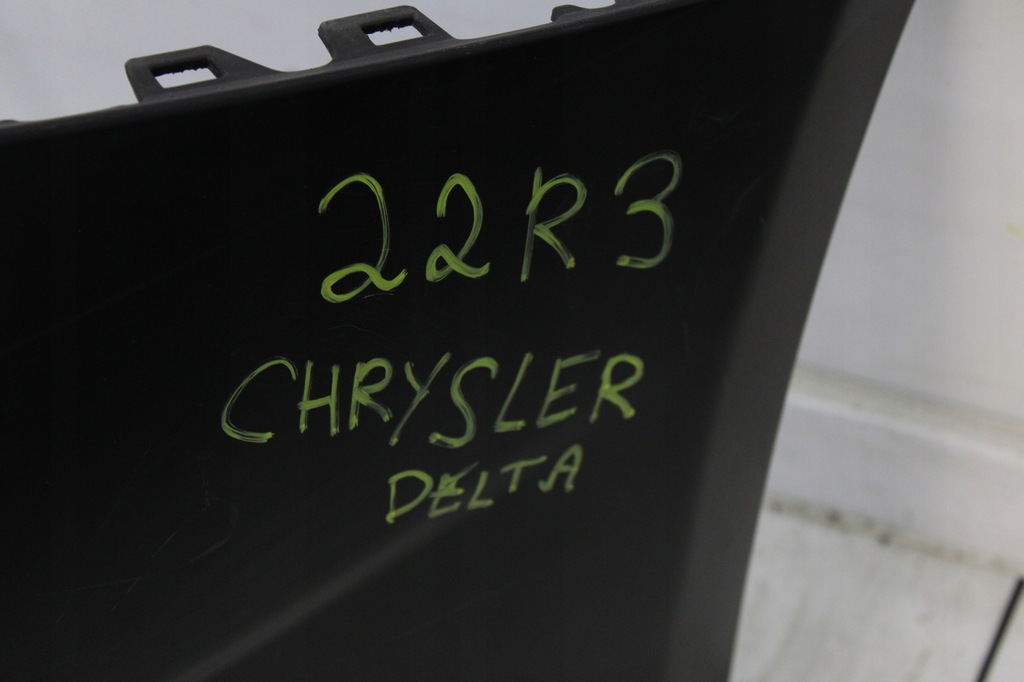 22R3
CHRYSLER
DELTA